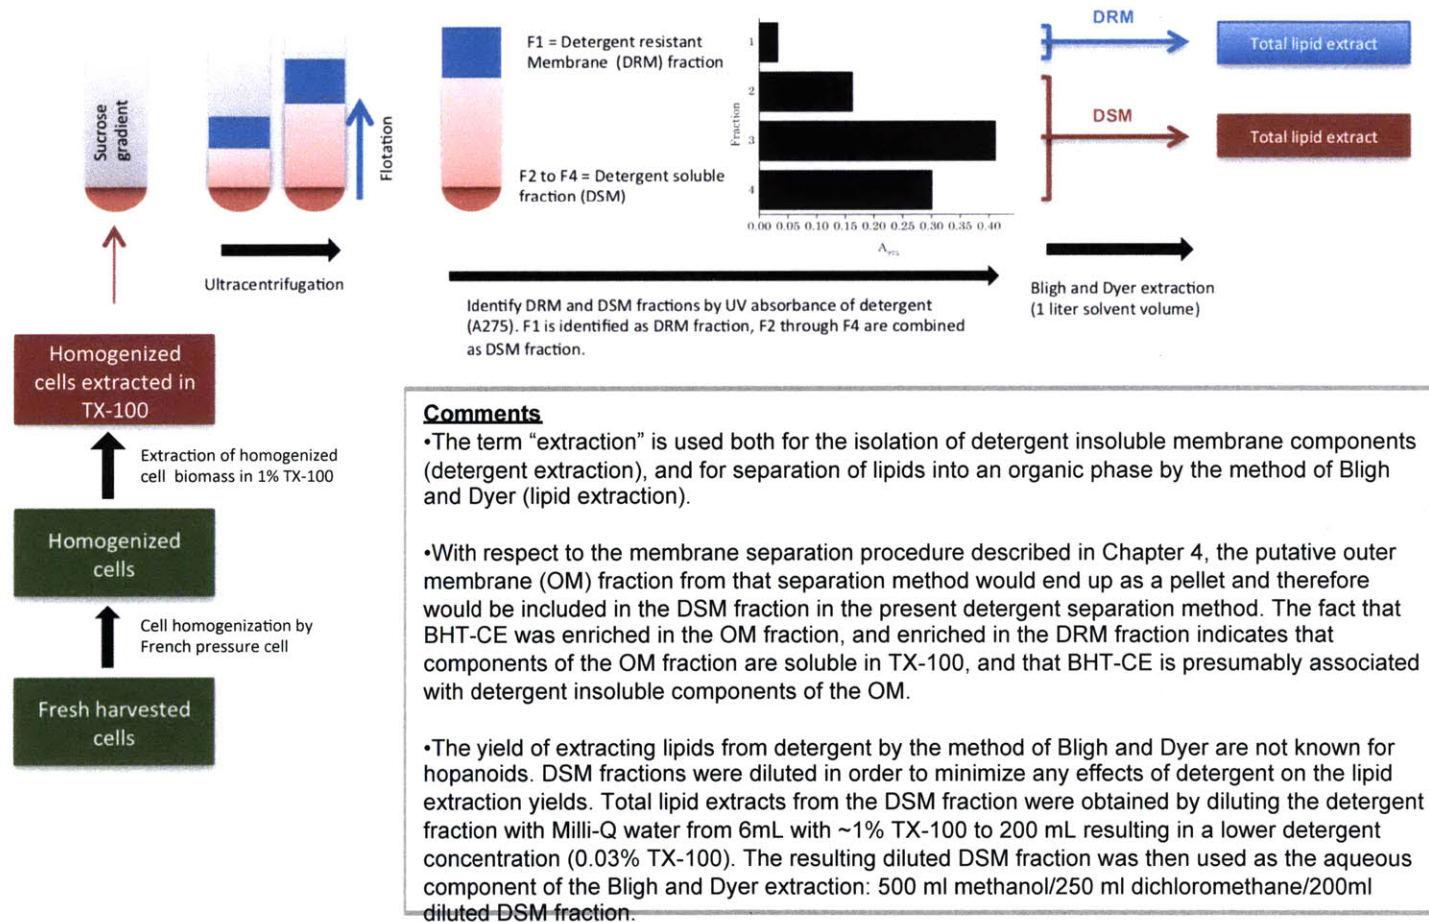 Sucrose
gradient
Flotation
Ultracentrifugation
F1 = Detergent resistant
Membrane (DRM) fraction
F2 to F4 = Detergent soluble
fraction (DSM)
Fraction
1
2
3
4
0.00 0.05 0.10 0.15 0.20 0.25 0.30 0.35 0.40
Identify DRM and DSM fractions by UV absorbance of detergent
(A275). F1 is identified as DRM fraction, F2 through F4 are combined
as DSM fraction.
DRM
Total lipid extract
DSM
Total lipid extract
Bligh and Dyer extraction
(1 liter solvent volume)
Homogenized
cells extracted in
TX-100
Extraction of homogenized
cell biomass in 1% TX-100
Homogenized
cells
Cell homogenization by
French pressure cell
Fresh harvested
cells
Comments
•The term “extraction” is used both for the isolation of detergent insoluble membrane components
(detergent extraction), and for separation of lipids into an organic phase by the method of Bligh
and Dyer (lipid extraction).
•With respect to the membrane separation procedure described in Chapter 4, the putative outer
membrane (OM) fraction from that separation method would end up as a pellet and therefore
would be included in the DSM fraction in the present detergent separation method. The fact that
BHT-CE was enriched in the OM fraction, and enriched in the DRM fraction indicates that
components of the OM fraction are soluble in TX-100, and that BHT-CE is presumably associated
with detergent insoluble components of the OM.
•The yield of extracting lipids from detergent by the method of Bligh and Dyer are not known for
hopanoids. DSM fractions were diluted in order to minimize any effects of detergent on the lipid
extraction yields. Total lipid extracts from the DSM fraction were obtained by diluting the detergent
fraction with Milli-Q water from 6mL with ~1% TX-100 to 200 mL resulting in a lower detergent
concentration (0.03% TX-100). The resulting diluted DSM fraction was then used as the aqueous
component of the Bligh and Dyer extraction: 500 ml methanol/250 ml dichloromethane/200ml
diluted DSM fraction.